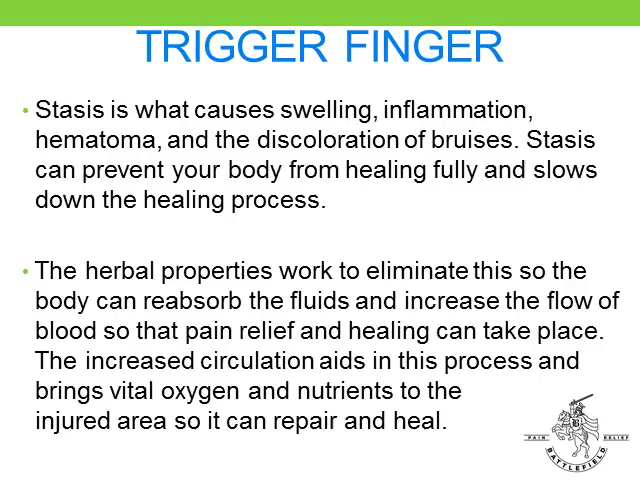 TRIGGER FINGER
• Stasis is what causes swelling, inflammation,
hematoma, and the discoloration of bruises. Stasis
can prevent your body from healing fully and slows
down the healing process.
• The herbal properties work to eliminate this so the
body can reabsorb the fluids and increase the flow of
blood so that pain relief and healing can take place.
The increased circulation aids in this process and
brings vital oxygen and nutrients to the
injured area so it can repair and heal.
B
PAIN RELIEF
BATTLEFIELD